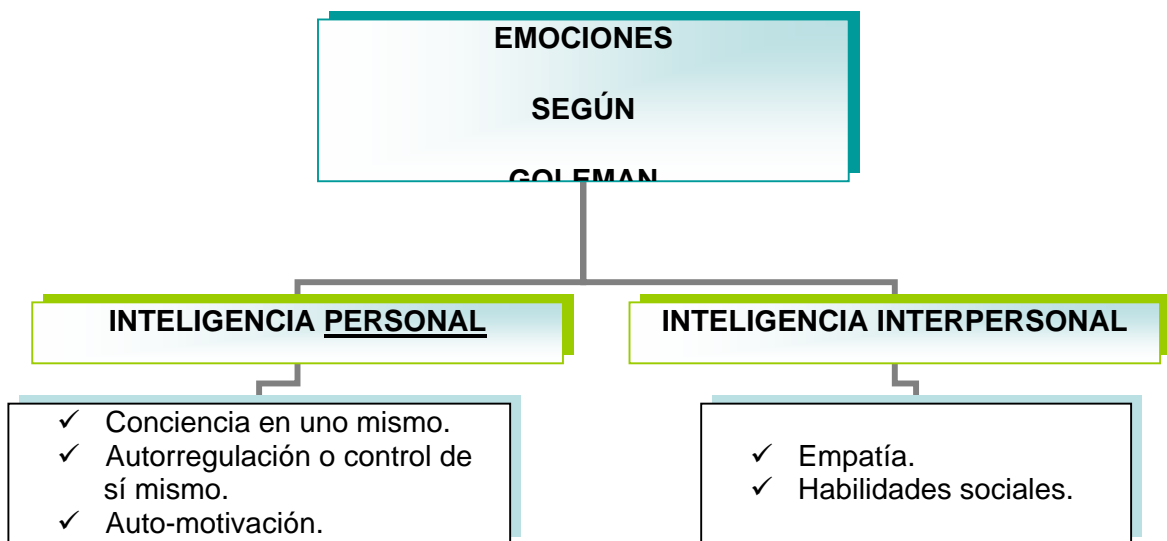 EMOCIONES
SEGÚN
GOLEMAN
INTELIGENCIA PERSONAL
INTELIGENCIA INTERPERSONAL
✓ Conciencia en uno mismo.
✓ Autorregulación o control de
sí mismo.
✓ Auto-motivación.
✓ Empatía.
✓ Habilidades sociales.